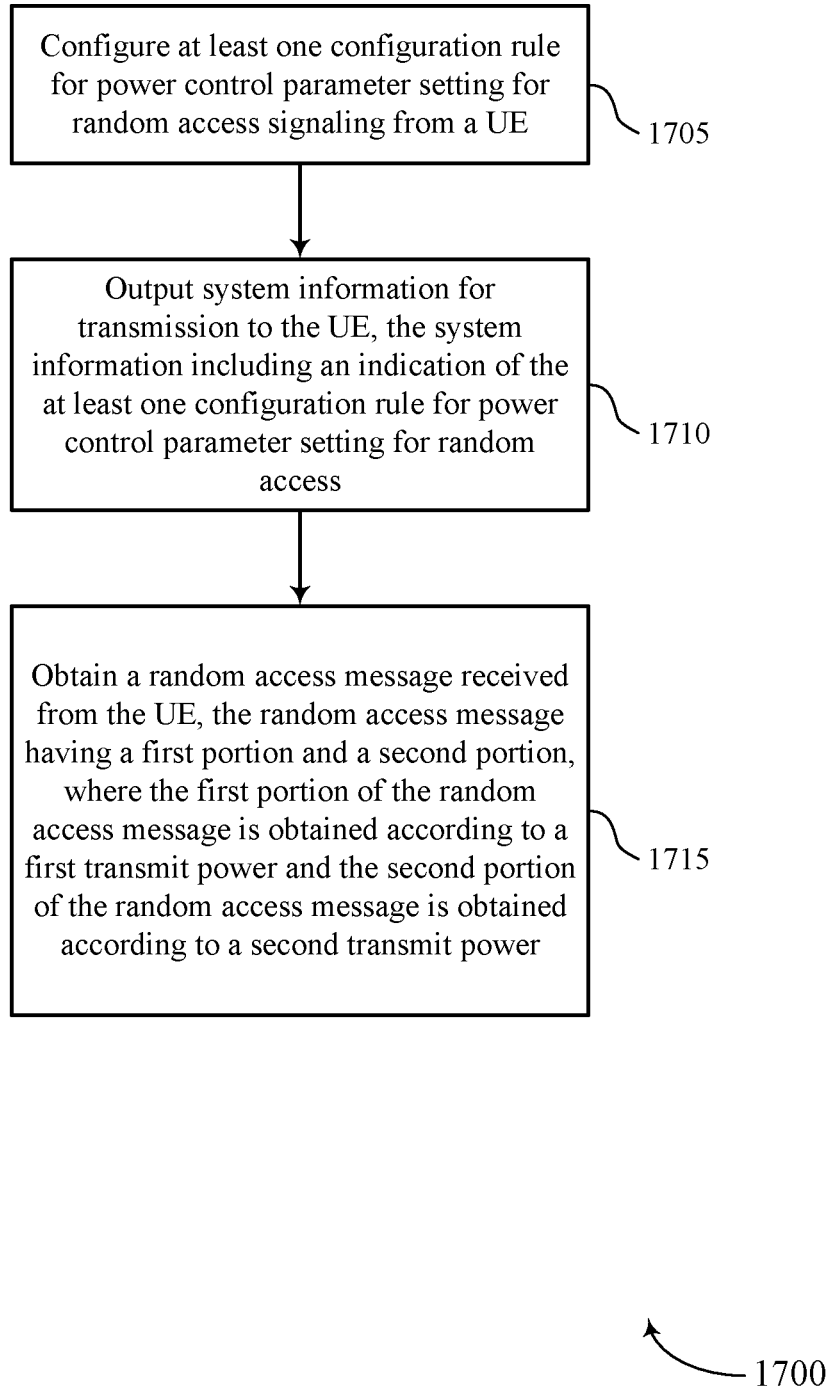 Configure at least one configuration rule
for power control parameter setting for
random access signaling from a UE
1705
Output system information for
transmission to the UE, the system
information including an indication of the
at least one configuration rule for power
control parameter setting for random
access
1710
Obtain a random access message received
from the UE, the random access message
having a first portion and a second portion,
where the first portion of the random
access message is obtained according to a
first transmit power and the second portion
of the random access message is obtained
according to a second transmit power
1715
1700